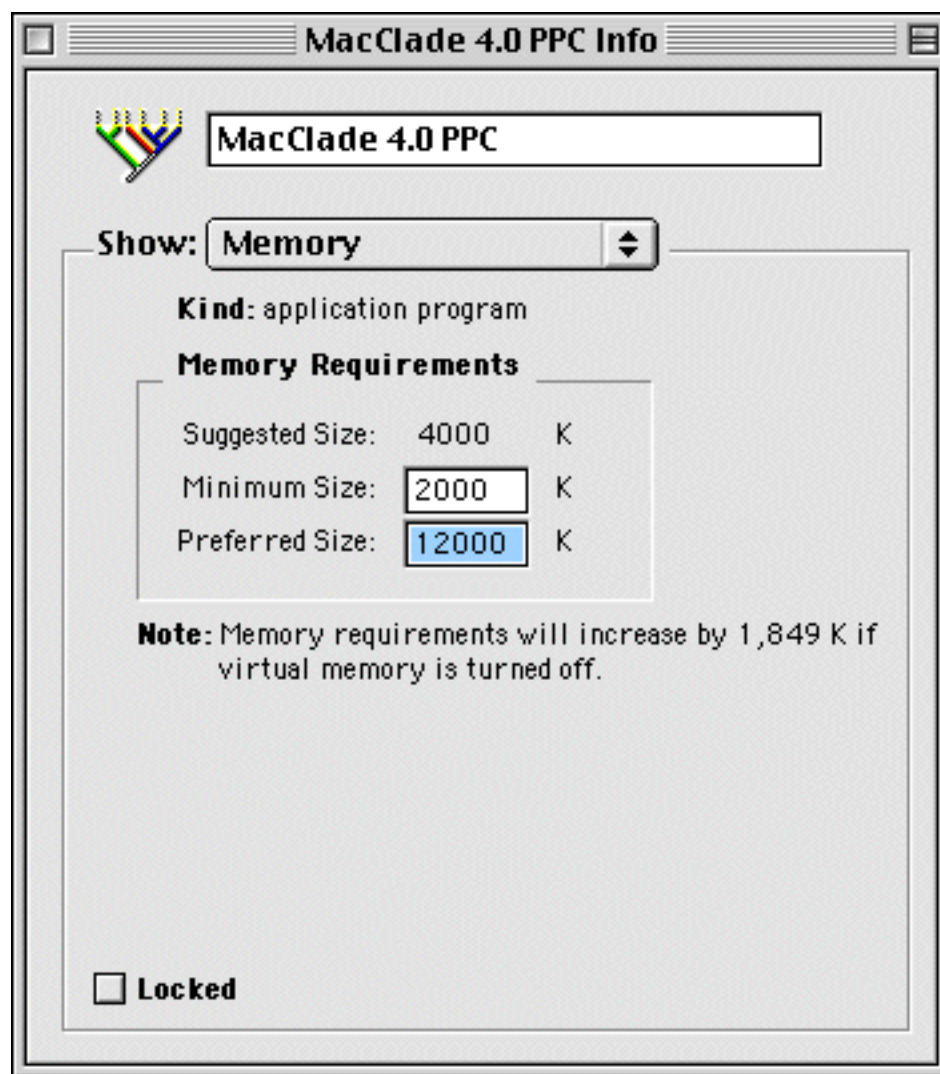 MacClade 4.0 PPC Info
MacClade 4.0 PPC
Show: Memory
Kind: application program
Memory Requirements
Suggested Size: 4000 K
Minimum Size: 2000 K
Preferred Size: 12000 K
Note: Memory requirements will increase by 1,849 K if
virtual memory is turned off.
Locked